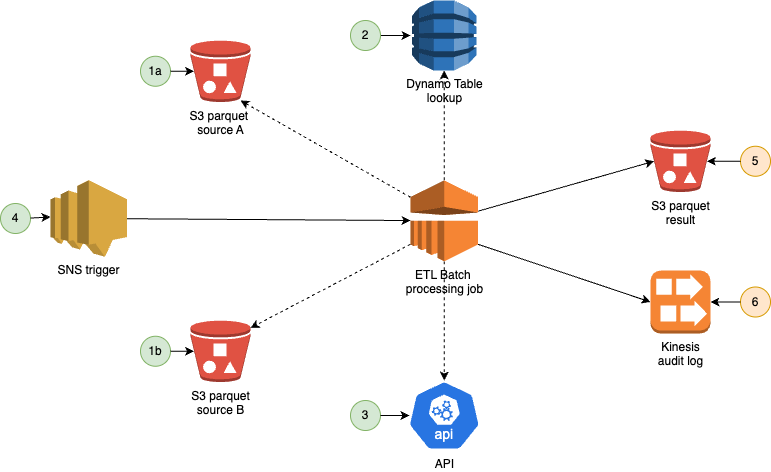 2
Dynamo Table
lookup
1a
S3 parquet
source A
5
S3 parquet
result
4
SNS trigger
ETL Batch
processing job
6
Kinesis
audit log
1b
S3 parquet
source B
3
api
API